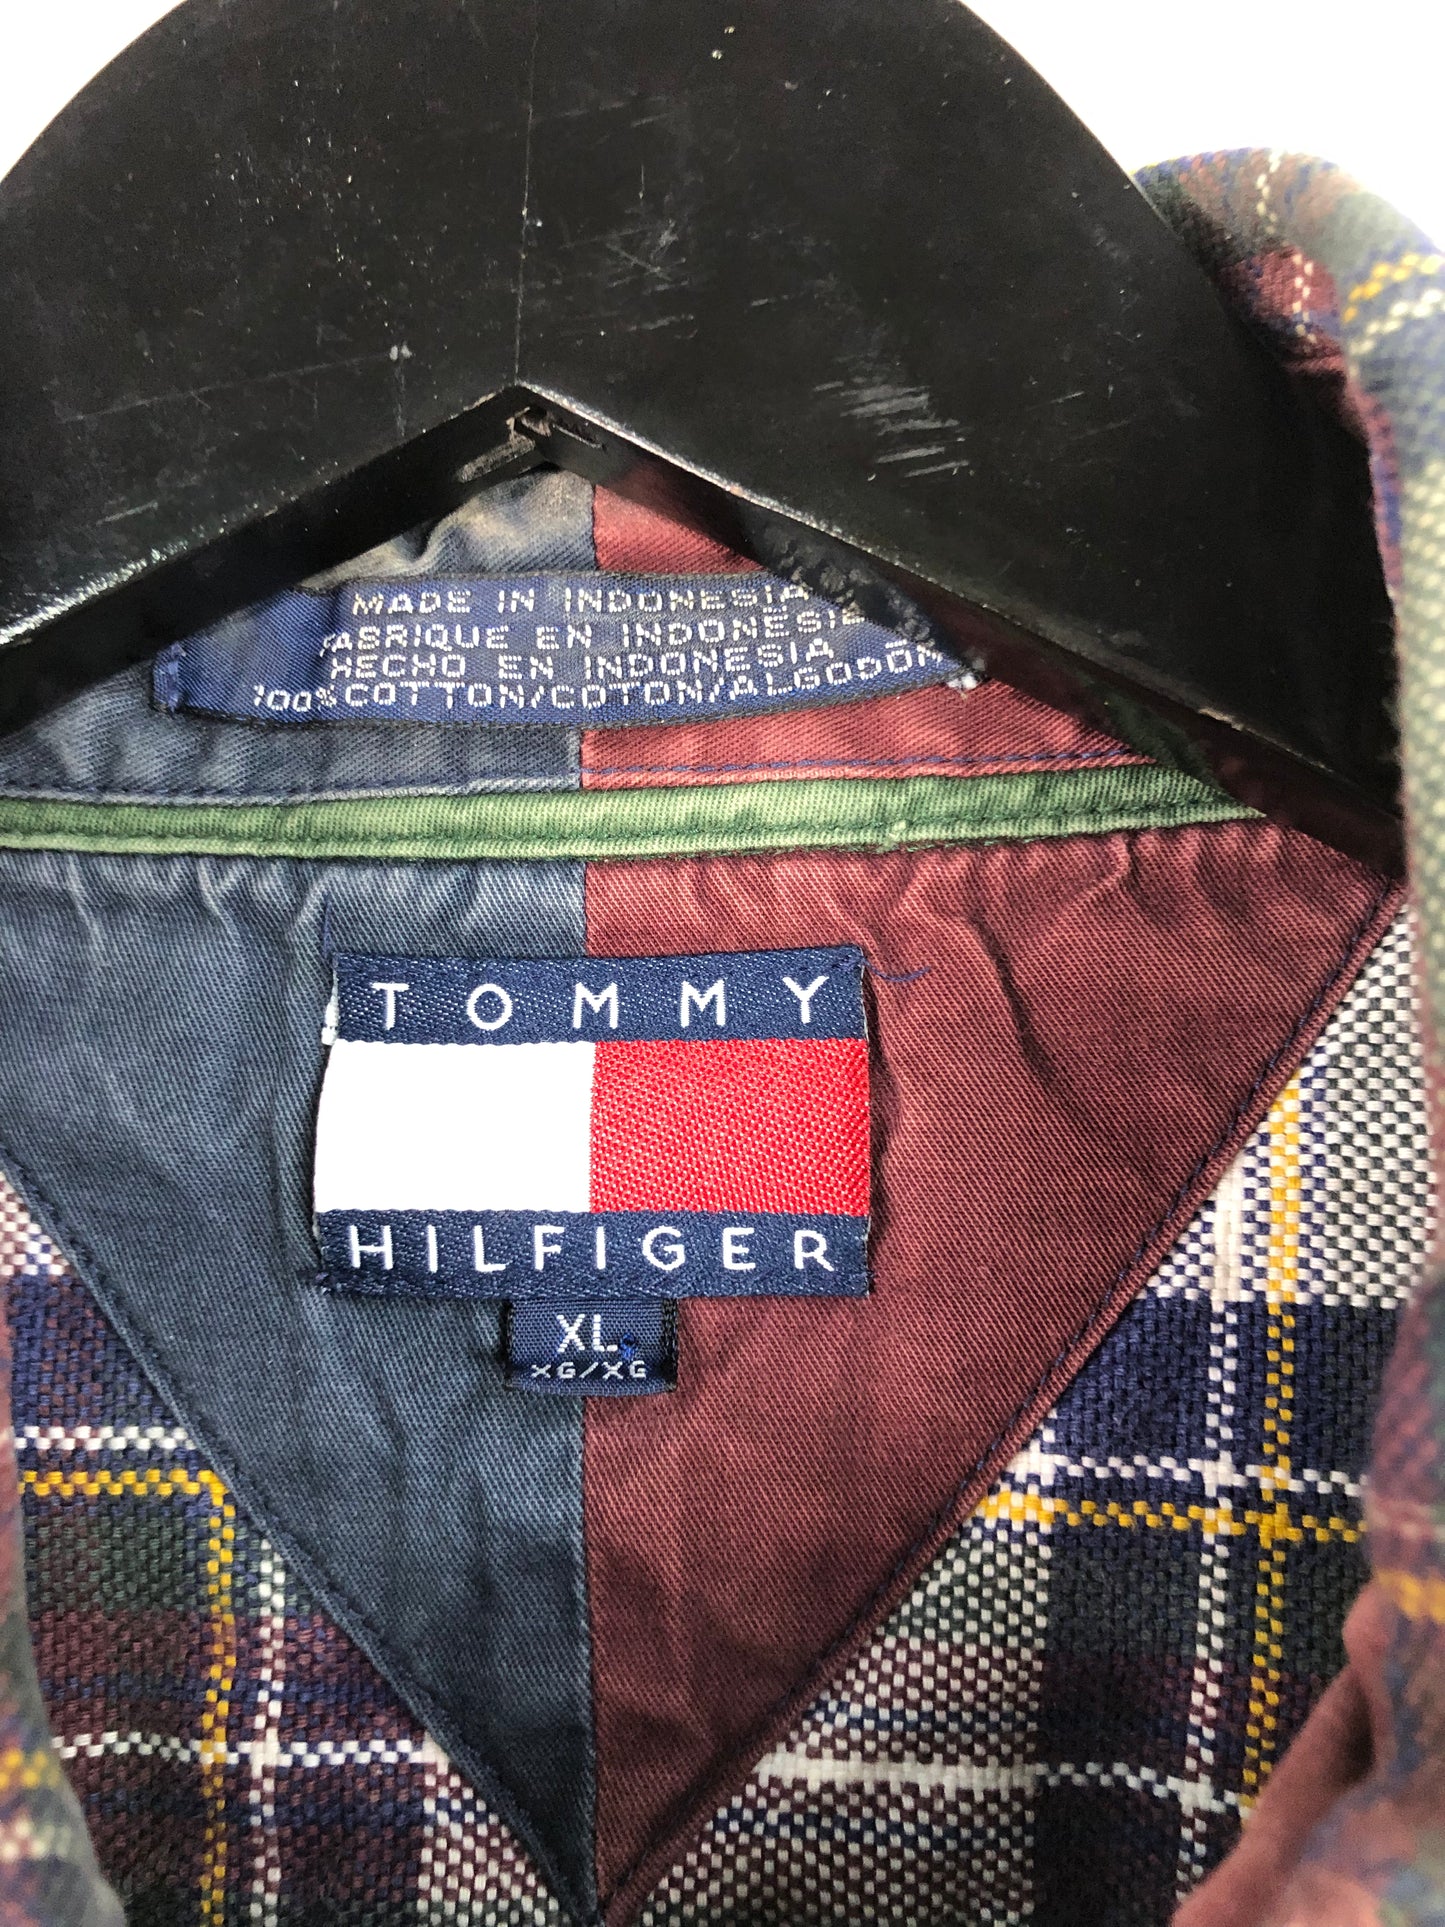 MADE IN INDONESIA
FABRIQUE EN INDONESIE
HECHO EN INDONESIA
100% COTTON/COTON/ALGODON
TOMMY
HILFIGER
XL
XG/XG